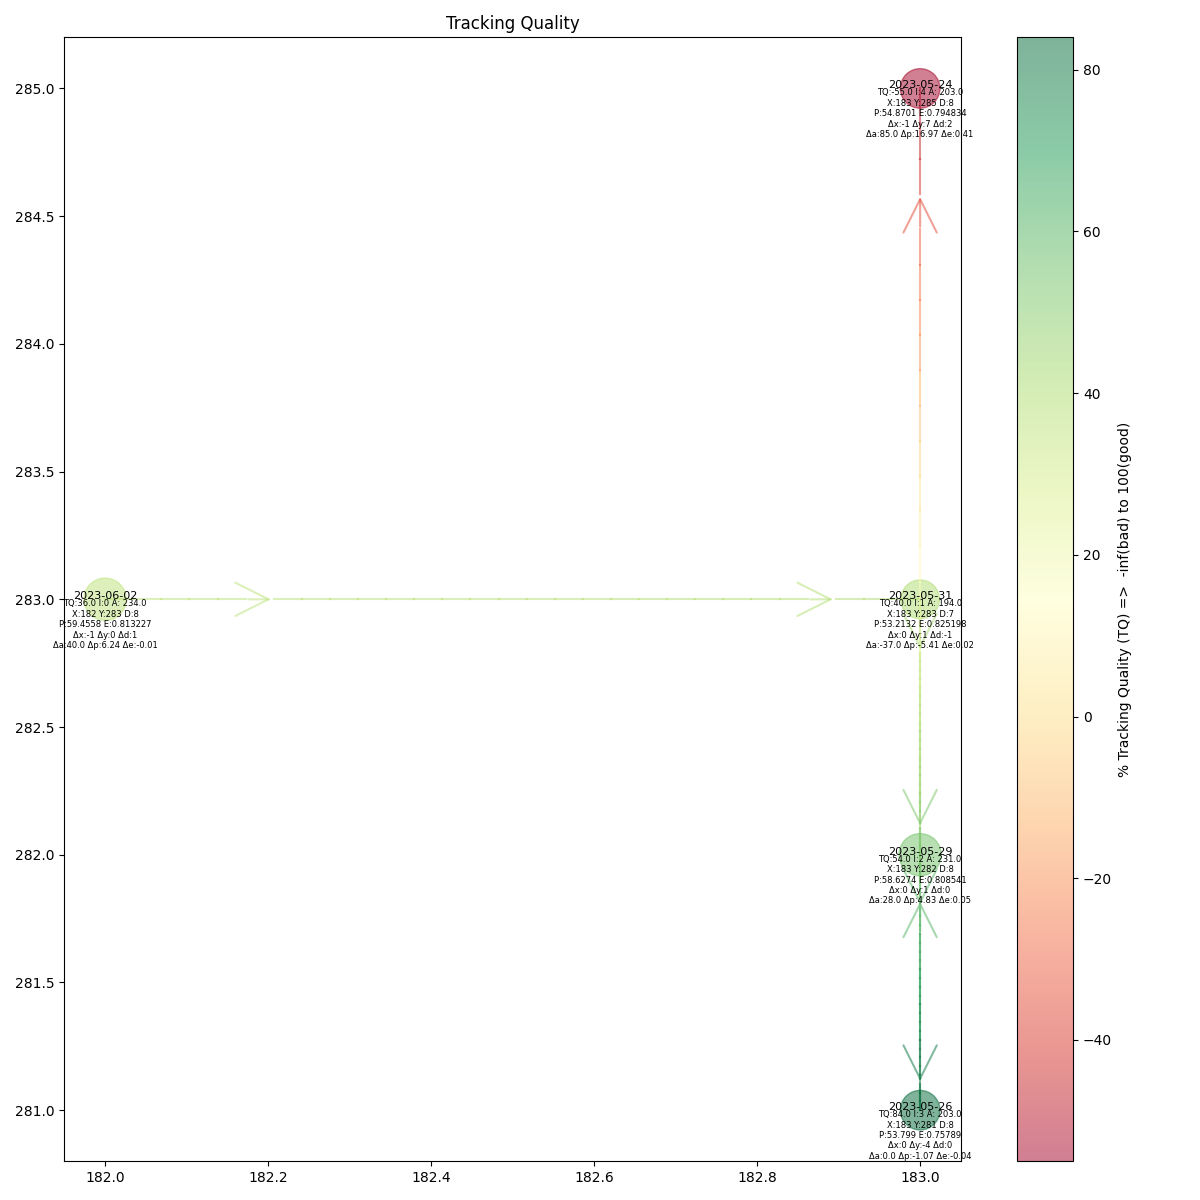 Tracking Quality
285.0
284.5
284.0
283.5
283.0
282.5
282.0
281.5
281.0
182.0
182.2
182.4
182.6
182.8
183.0
2023-05-24
TQ:-55.0 I:4 A: 203.0
X:183 Y:285 D:8
P:54.8701 E:0.794834
Δx:-1 Δy:7 Δd:2
Δa:85.0 Δp:16.97 Δe:0.41
2023-06-02
TQ:36.0 I:0 A: 234.0
X:182 Y:283 D:8
P:59.4558 E:0.813227
Δx:-1 Δy:0 Δd:1
Δa:40.0 Δp:6.24 Δe:-0.01
2023-05-31
TQ:40.0 I:1 A: 194.0
X:183 Y:283 D:7
P:53.2132 E:0.825198
Δx:0 Δy:1 Δd:-1
Δa:-37.0 Δp:-5.41 Δe:0.02
2023-05-29
TQ:54.0 I:2 A: 231.0
X:183 Y:282 D:8
P:58.6274 E:0.808541
Δx:0 Δy:1 Δd:0
Δa:28.0 Δp:4.83 Δe:0.05
2023-05-26
TQ:84.0 I:3 A: 203.0
X:183 Y:281 D:8
P:53.799 E:0.75789
Δx:0 Δy:-4 Δd:0
Δa:0.0 Δp:-1.07 Δe:-0.04
80
60
40
20
0
−20
−40
% Tracking Quality (TQ) => -inf(bad) to 100(good)